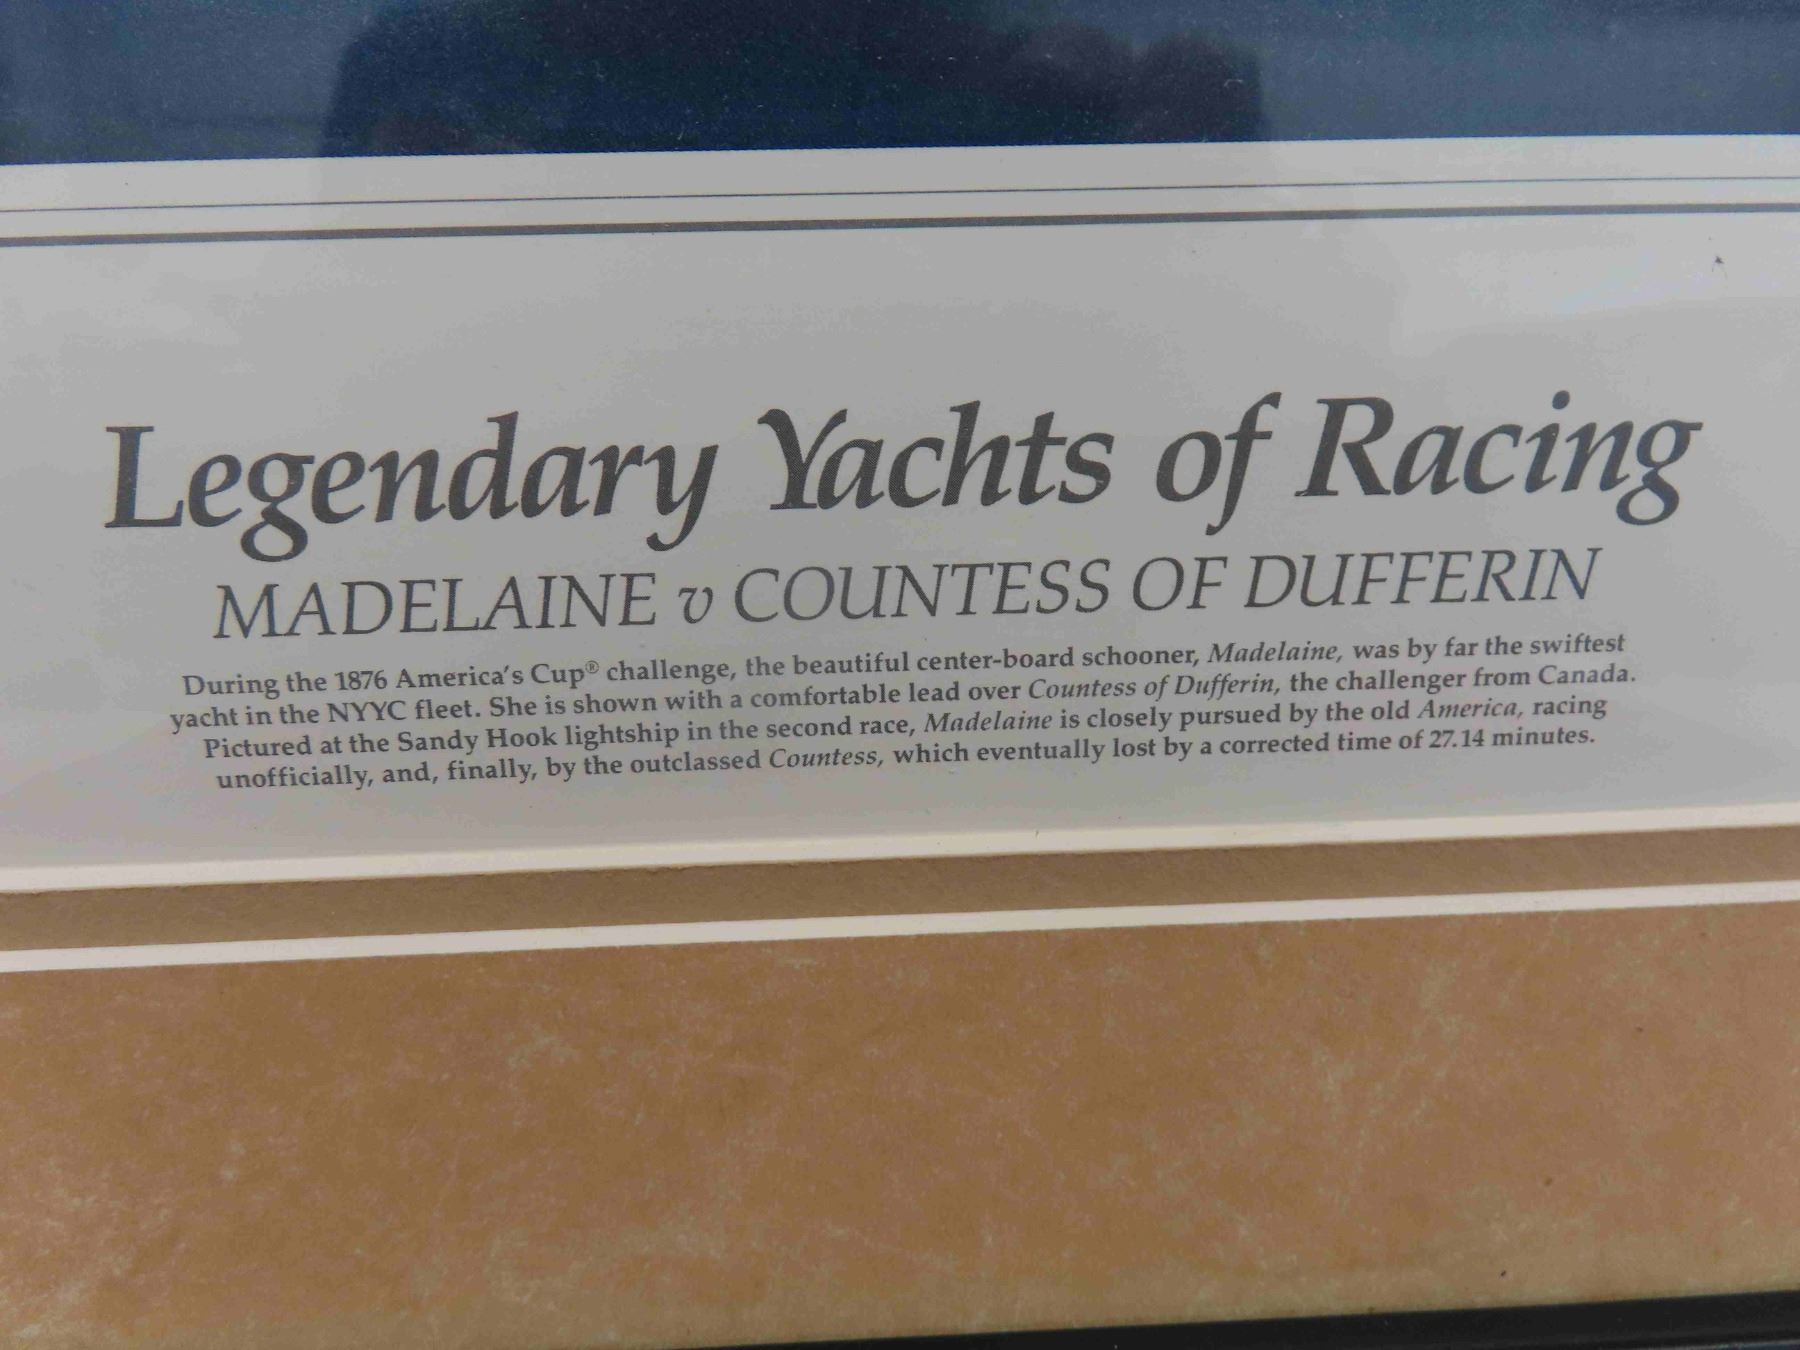 Legendary Yachts of Racing
MADELAINE v COUNTESS OF DUFFERIN
During the 1876 America's Cup® challenge, the beautiful center-board schooner, Madelaine, was by far the swiftest
yacht in the NYYC fleet. She is shown with a comfortable lead over Countess of Dufferin, the challenger from Canada.
Pictured at the Sandy Hook lightship in the second race, Madelaine is closely pursued by the old America, racing
unofficially, and, finally, by the outclassed Countess, which eventually lost by a corrected time of 27.14 minutes.